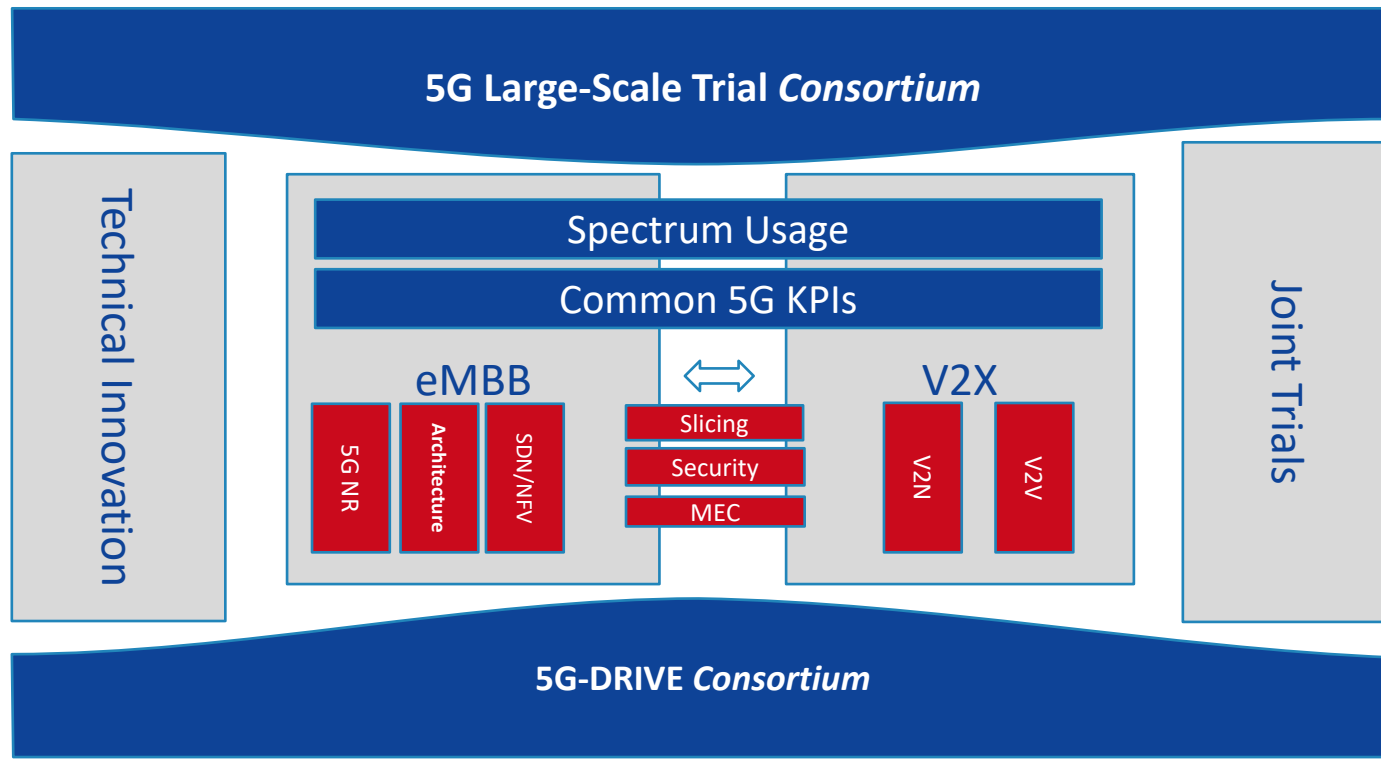 5G Large-Scale Trial Consortium
Technical Innovation
Spectrum Usage
Common 5G KPIs
eMBB
V2X
5G NR
Architecture
SDN/NFV
Slicing
Security
MEC
V2N
V2V
Joint Trials
5G-DRIVE Consortium